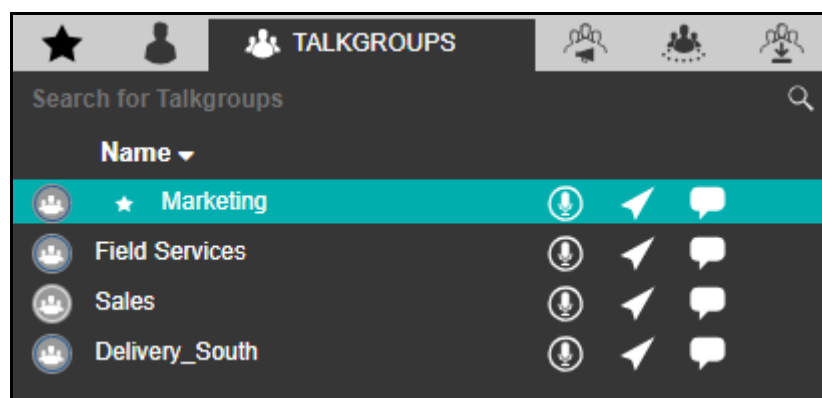 TALKGROUPS
Search for Talkgroups
Name
Marketing
Field Services
Sales
Delivery_South